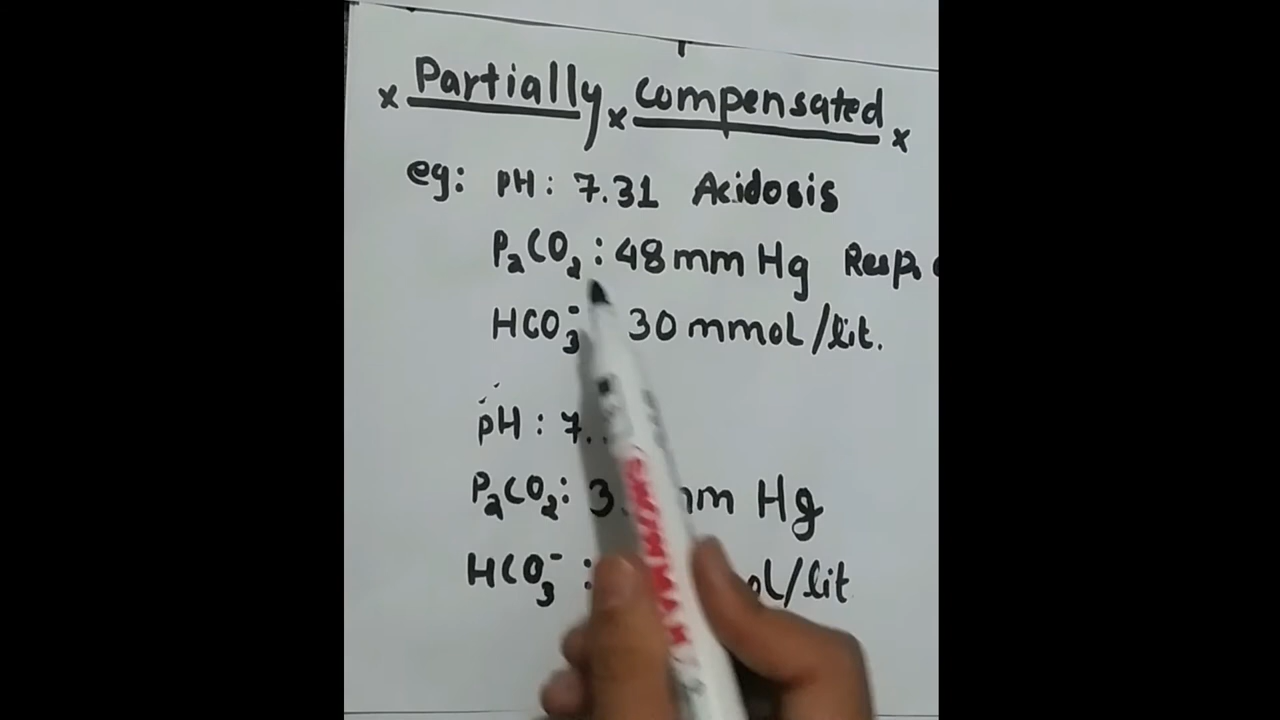 x Partially x compensated x
eg: pH: 7.31 Acidosis
PaCO2: 48 mm Hg Resp.
HCO3- 30 mmol/lit.
pH: 7.
PaCO2: 3 mm Hg
HCO3-: ol/lit